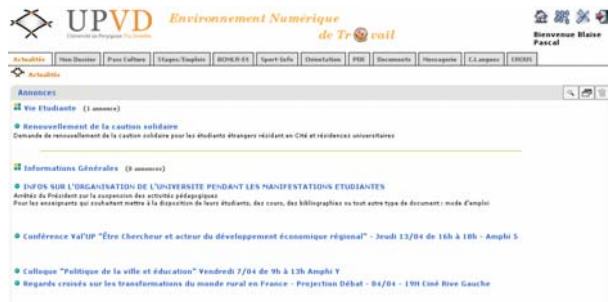 UPVD
Environnement Numérique
de Travail
Bienvenue Blaise
Pascal
Actualités Mon Dossier Pass Culture Stages/Emplois Sport-Info Orientation PDE Documents Messagerie C.Langues CROUS
Actualités
Annonces
Vie Etudiante (1 annonce)
Renouvellement de la caution solidaire
Demande de renouvellement de la caution solidaire pour les étudiants étrangers résidant en Cité et résidences universitaires
Informations Générales (8 annonces)
INFOS SUR L'ORGANISATION DE L'UNIVERSITE PENDANT LES MANIFESTATIONS ETUDIANTES
Arrêtés du Président sur la suspension des activités pédagogiques
Pour les enseignants qui souhaitent mettre à la disposition de leurs étudiants, des cours, des bibliographies ou tout autre type de document : mode d'emploi
Conférence Val'UP "Être Chercheur et acteur du développement économique régional" - Jeudi 13/04 de 16h à 18h - Amphi 5
Colloque "Politique de la ville et éducation" Vendredi 7/04 de 9h à 13h Amphi Y
Regards croisés sur les transformations du monde rural en France - Projection Débat - 04/04 - 19H Ciné Rive Gauche